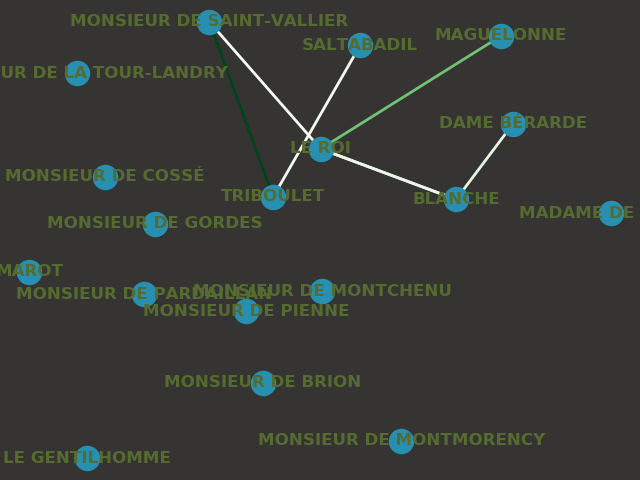 MONSIEUR DE SAINT-VALLIER
SALTABADIL
MAGUELONNE
UR DE LA TOUR-LANDRY
DAME BÉRARDE
LE ROI
MONSIEUR DE COSSÉ
TRIBOULET
BLANCHE
MADAME DE
MONSIEUR DE GORDES
MAROT
MONSIEUR DE PARDAILLAN
MONSIEUR DE MONTCHENU
MONSIEUR DE PIENNE
MONSIEUR DE BRION
MONSIEUR DE MONTMORENCY
LE GENTILHOMME